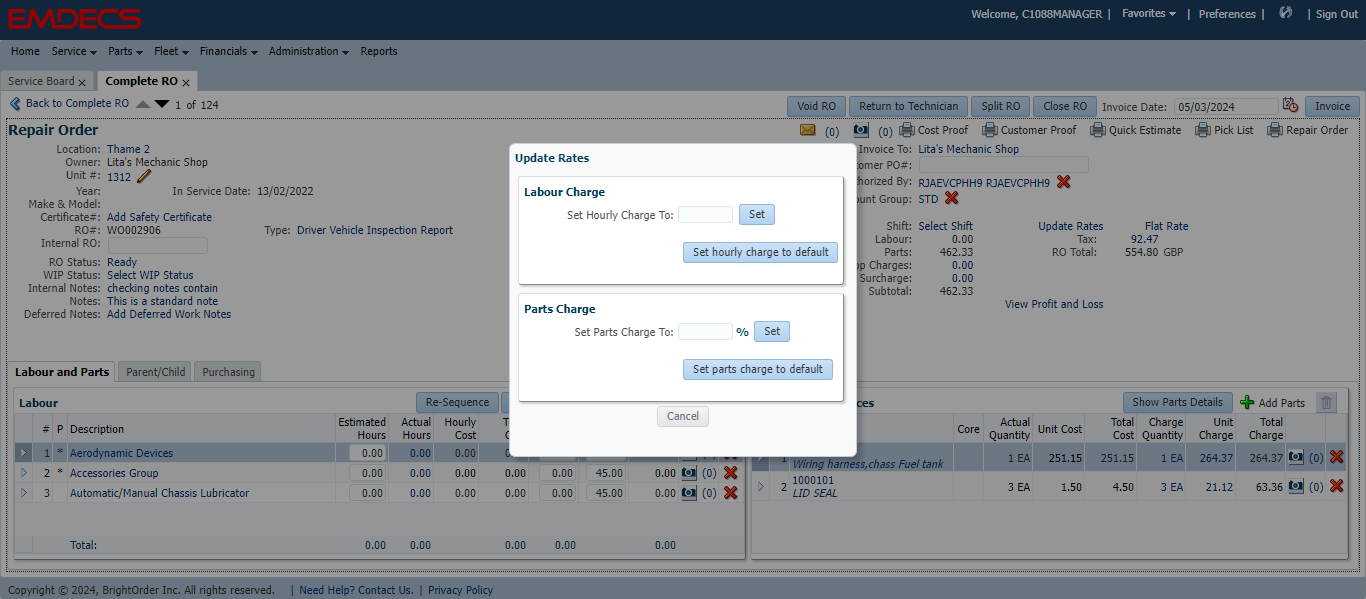 EMDECS
Welcome, C1088MANAGER | Favorites | Preferences | | Sign Out
Home Service Parts Fleet Financials Administration Reports
Service Board x Complete RO x
Back to Complete RO 1 of 124 Void RO Return to Technician Split RO Close RO Invoice Date: 05/03/2024 Invoice
Repair Order (0) (0) Cost Proof Customer Proof Quick Estimate Pick List Repair Order
Location: Thame 2
Owner: Lita's Mechanic Shop
Unit #: 1312
Year: In Service Date: 13/02/2022
Make & Model:
Certificate#: Add Safety Certificate
RO#: WO002906 Type: Driver Vehicle Inspection Report
Internal RO:
RO Status: Ready
WIP Status: Select WIP Status
Internal Notes: checking notes contain
Notes: This is a standard note
Deferred Notes: Add Deferred Work Notes
Invoice To: Lita's Mechanic Shop
tomer PO#:
horized By: RJAEVCPHH9 RJAEVCPHH9
ount Group: STD
Shift: Select Shift Update Rates Flat Rate
Labour: 0.00 Tax: 92.47
Parts: 462.33 RO Total: 554.80 GBP
op Charges: 0.00
Surcharge: 0.00
Subtotal: 462.33
View Profit and Loss
Update Rates
Labour Charge
Set Hourly Charge To: Set
Set hourly charge to default
Parts Charge
Set Parts Charge To: % Set
Set parts charge to default
Cancel
Labour and Parts Parent/Child Purchasing
Labour Re-Sequence
# P Description Estimated Hours Actual Hours Hourly Cost
1 * Aerodynamic Devices 0.00 0.00 0.00
2 * Accessories Group 0.00 0.00 0.00 0.00 0.00 45.00 0.00 (0)
3 Automatic/Manual Chassis Lubricator 0.00 0.00 0.00 0.00 0.00 45.00 0.00 (0)
Total: 0.00 0.00 0.00 0.00 0.00
ces Show Parts Details Add Parts
Core Actual Quantity Unit Cost Total Cost Charge Quantity Unit Charge Total Charge
1 Wiring harness,chass Fuel tank 1 EA 251.15 251.15 1 EA 264.37 264.37 (0)
2 1000101 3 EA 1.50 4.50 3 EA 21.12 63.36 (0)
LID SEAL
Copyright © 2024, BrightOrder Inc. All rights reserved. | Need Help? Contact Us. | Privacy Policy